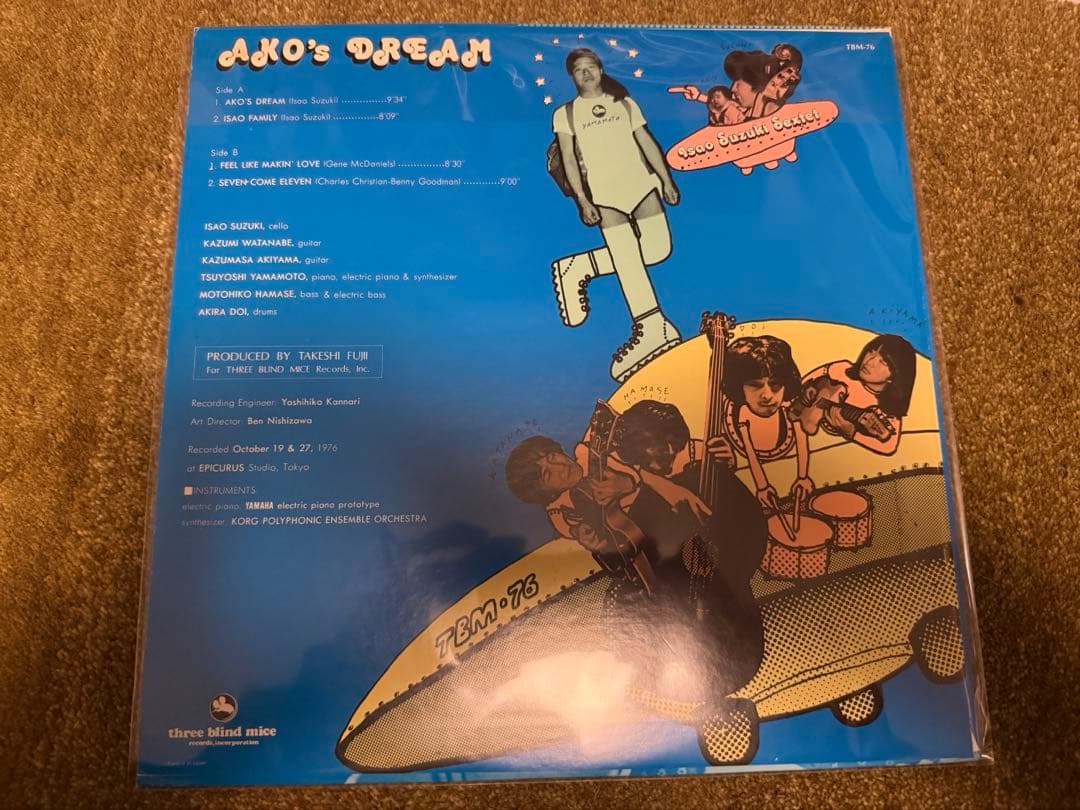 AKO's DREAM
TBM-76
Side A
1. AKO'S DREAM (Isao Suzuki) ...............9'34"
2. ISAO FAMILY (Isao Suzuki) ...............8'09"
Side B
1. FEEL LIKE MAKIN' LOVE (Gene McDaniels) ...............8'30"
2. SEVEN COME ELEVEN (Charles Christian-Benny Goodman) ............9'00"
YAMAMOTO
Isao Suzuki Sextet
ISAO SUZUKI, cello
KAZUMI WATANABE, guitar
KAZUMASA AKIYAMA, guitar
TSUYOSHI YAMAMOTO, piano, electric piano & synthesizer
MOTOHIKO HAMASE, bass & electric bass
AKIRA DOI, drums
PRODUCED BY TAKESHI FUJII
For THREE BLIND MICE Records, Inc.
Recording Engineer: Yoshihiko Kannari
Art Director: Ben Nishizawa
Recorded October 19 & 27, 1976
at EPICURUS Studio, Tokyo
INSTRUMENTS
electric piano, YAMAHA electric piano prototype
synthesizer, KORG POLYPHONIC ENSEMBLE ORCHESTRA
AKIYAMA
DOI
HAMASE
WATANABE
TBM・76
three blind mice
records, incorporation